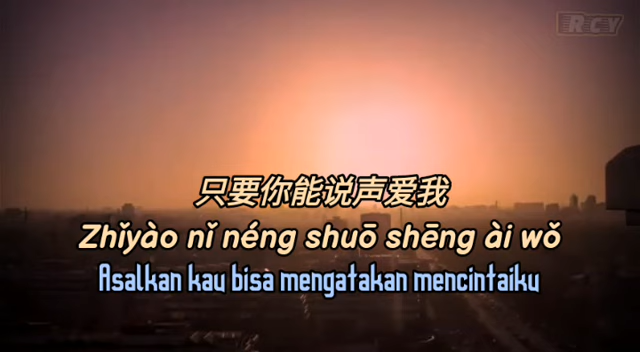 RCY
只要你能说声爱我
Zhǐyào nǐ néng shuō shēng ài wǒ
Asalkan kau bisa mengatakan mencintaiku